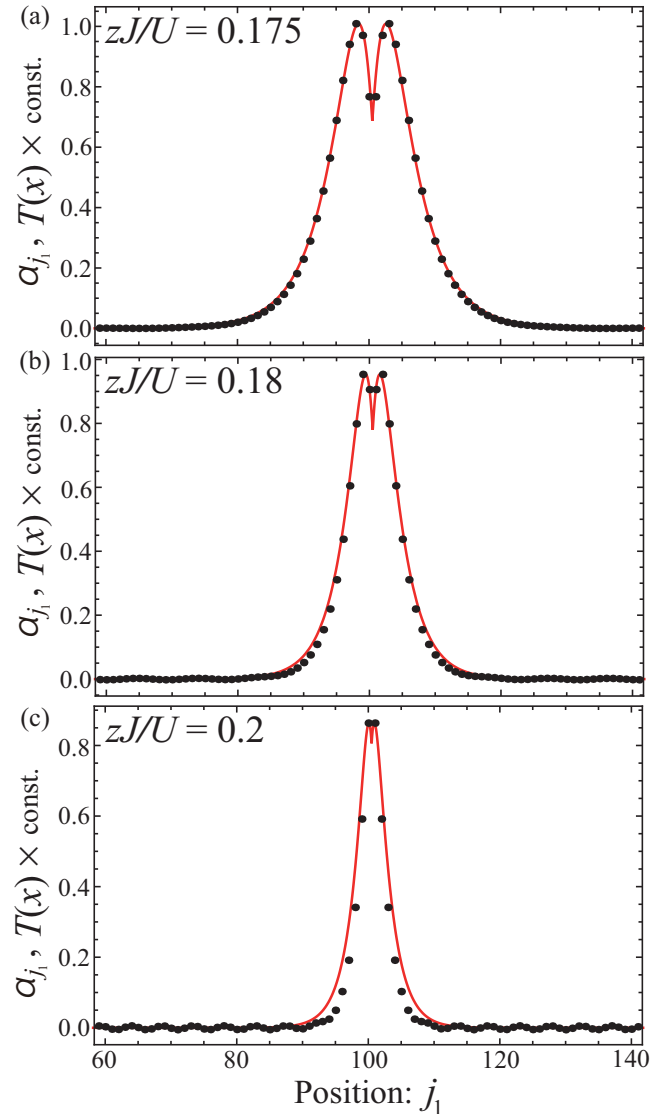 (a)
zJ/U = 0.175
1.0
0.8
0.6
0.4
0.2
0.0
α_{j_1}, T(x) × const.
(b)
zJ/U = 0.18
1.0
0.8
0.6
0.4
0.2
0.0
α_{j_1}, T(x) × const.
(c)
zJ/U = 0.2
0.8
0.6
0.4
0.2
0.0
α_{j_1}, T(x) × const.
60 80 100 120 140
Position: j_1